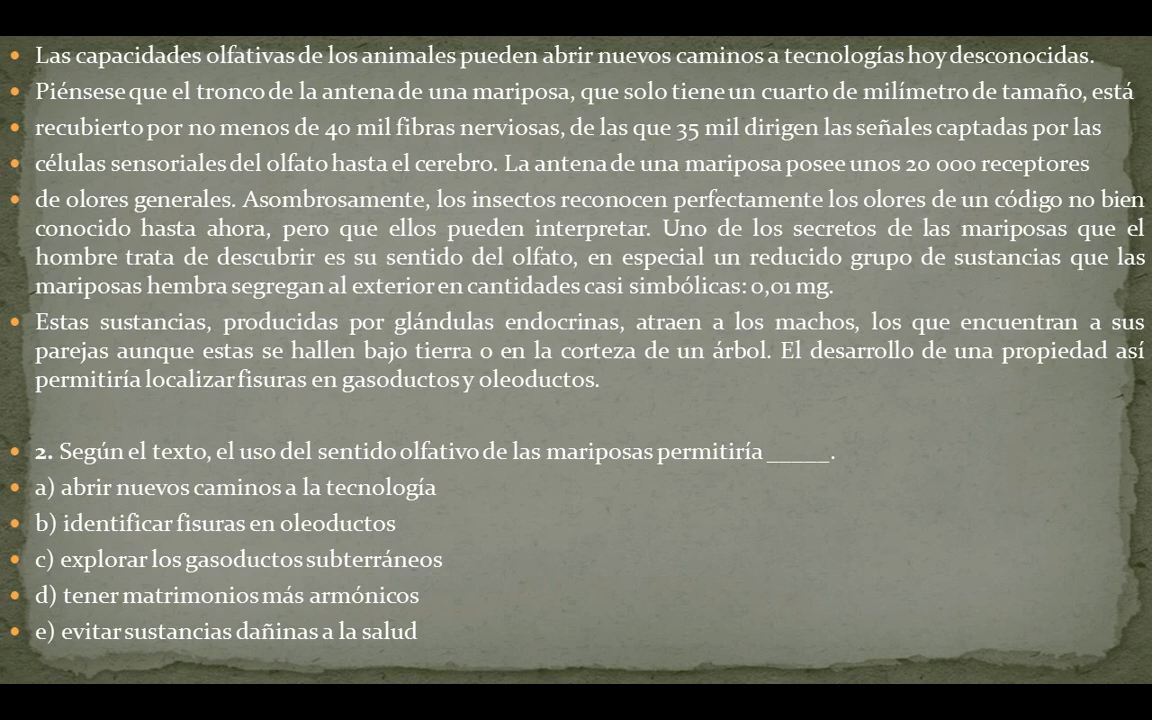 • Las capacidades olfativas de los animales pueden abrir nuevos caminos a tecnologías hoy desconocidas.
• Piénsese que el tronco de la antena de una mariposa, que solo tiene un cuarto de milímetro de tamaño, está
• recubierto por no menos de 40 mil fibras nerviosas, de las que 35 mil dirigen las señales captadas por las
• células sensoriales del olfato hasta el cerebro. La antena de una mariposa posee unos 20 000 receptores
• de olores generales. Asombrosamente, los insectos reconocen perfectamente los olores de un código no bien
conocido hasta ahora, pero que ellos pueden interpretar. Uno de los secretos de las mariposas que el
hombre trata de descubrir es su sentido del olfato, en especial un reducido grupo de sustancias que las
mariposas hembra segregan al exterior en cantidades casi simbólicas: 0,01 mg.
• Estas sustancias, producidas por glándulas endocrinas, atraen a los machos, los que encuentran a sus
parejas aunque estas se hallen bajo tierra o en la corteza de un árbol. El desarrollo de una propiedad así
permitiría localizar fisuras en gasoductos y oleoductos.
• 2. Según el texto, el uso del sentido olfativo de las mariposas permitiría _____.
• a) abrir nuevos caminos a la tecnología
• b) identificar fisuras en oleoductos
• c) explorar los gasoductos subterráneos
• d) tener matrimonios más armónicos
• e) evitar sustancias dañinas a la salud